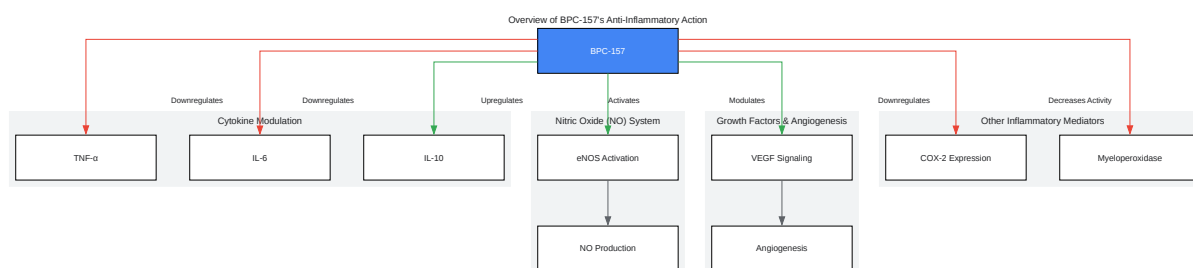 Overview of BPC-157's Anti-Inflammatory Action
BPC-157
Downregulates
Downregulates
Upregulates
Activates
Modulates
Downregulates
Decreases Activity
Cytokine Modulation
Nitric Oxide (NO) System
Growth Factors & Angiogenesis
Other Inflammatory Mediators
TNF-α
IL-6
IL-10
eNOS Activation
VEGF Signaling
COX-2 Expression
Myeloperoxidase
NO Production
Angiogenesis